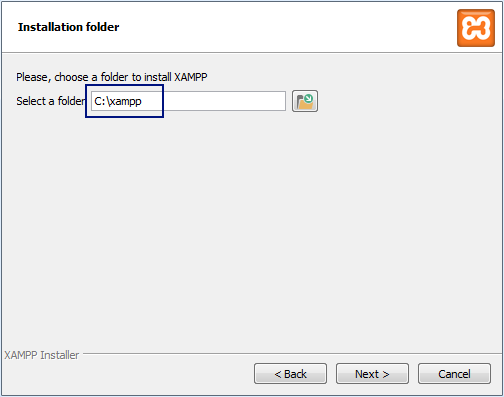 Installation folder
Please, choose a folder to install XAMPP
Select a folder C:\xampp
XAMPP Installer
< Back Next > Cancel